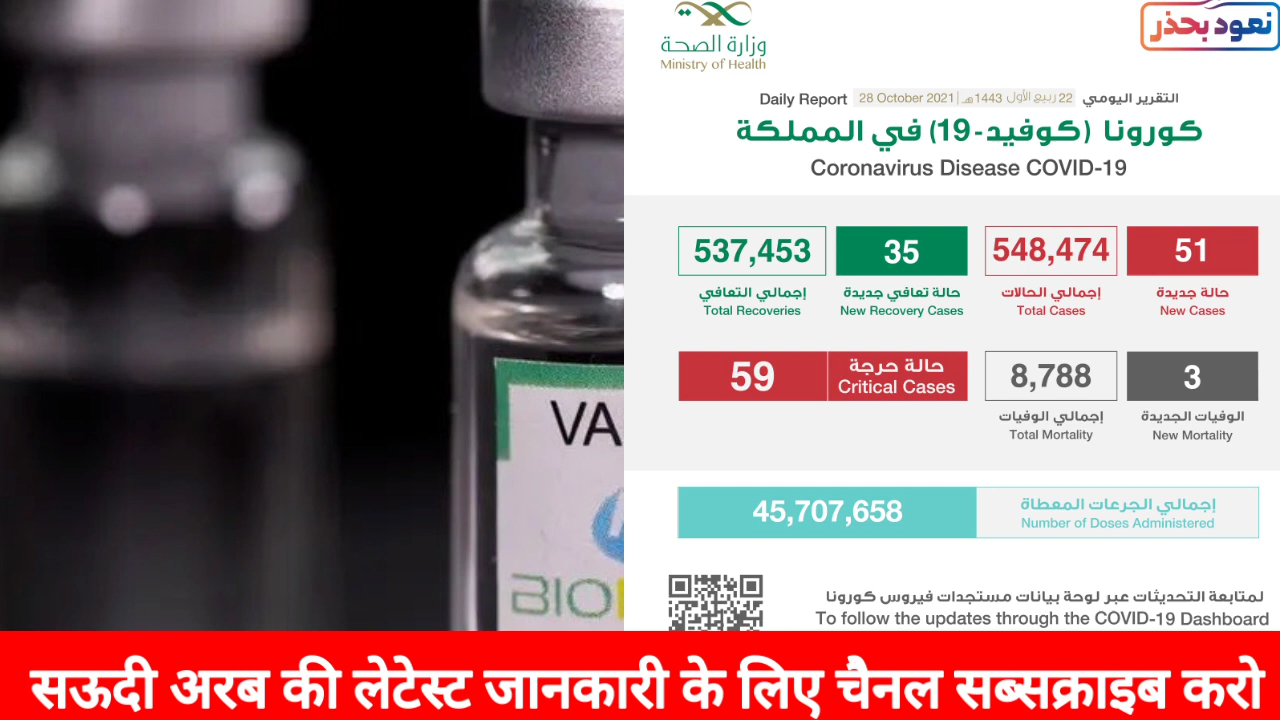 VA
BIO
وزارة الصحة
Ministry of Health
نعود بحذر
Daily Report 28 October 2021 | 22 ربيع الأول 1443هـ التقرير اليومي
كورونا (كوفيد-19) في المملكة
Coronavirus Disease COVID-19
537,453 35 548,474 51
إجمالي التعافي حالة تعافي جديدة إجمالي الحالات حالة جديدة
Total Recoveries New Recovery Cases Total Cases New Cases
59 حالة حرجة 8,788 3
Critical Cases
إجمالي الوفيات الوفيات الجديدة
Total Mortality New Mortality
45,707,658 إجمالي الجرعات المعطاة
Number of Doses Administered
لمتابعة التحديثات عبر لوحة بيانات مستجدات فيروس كورونا
To follow the updates through the COVID-19 Dashboard
सऊदी अरब की लेटेस्ट जानकारी के लिए चैनल सब्सक्राइब करो